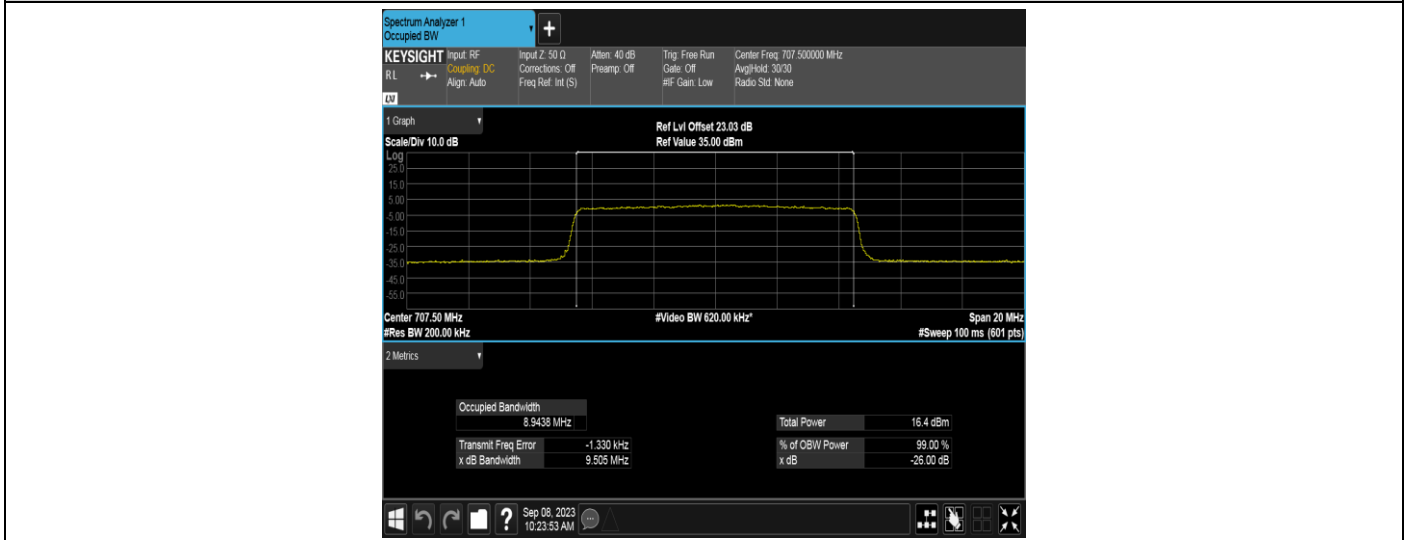 Spectrum Analyzer 1
Occupied BW
+
KEYSIGHT Input: RF Input Z: 50 Ω Atten: 40 dB Trig: Free Run Center Freq: 707.500000 MHz
RL Coupling: DC Corrections: Off Preamp: Off Gate: Off Avg|Hold: 30/30
Align: Auto Freq Ref: Int (S) #IF Gain: Low Radio Std: None
LXI
1 Graph Ref Lvl Offset 23.03 dB
Scale/Div 10.0 dB Ref Value 35.00 dBm
Log
25.0
15.0
5.00
-5.00
-15.0
-25.0
-35.0
-45.0
-55.0
Center 707.50 MHz #Video BW 620.00 kHz* Span 20 MHz
#Res BW 200.00 kHz #Sweep 100 ms (601 pts)
2 Metrics
Occupied Bandwidth
8.9438 MHz Total Power 16.4 dBm
Transmit Freq Error -1.330 kHz % of OBW Power 99.00 %
x dB Bandwidth 9.505 MHz x dB -26.00 dB
? Sep 08, 2023
10:23:53 AM